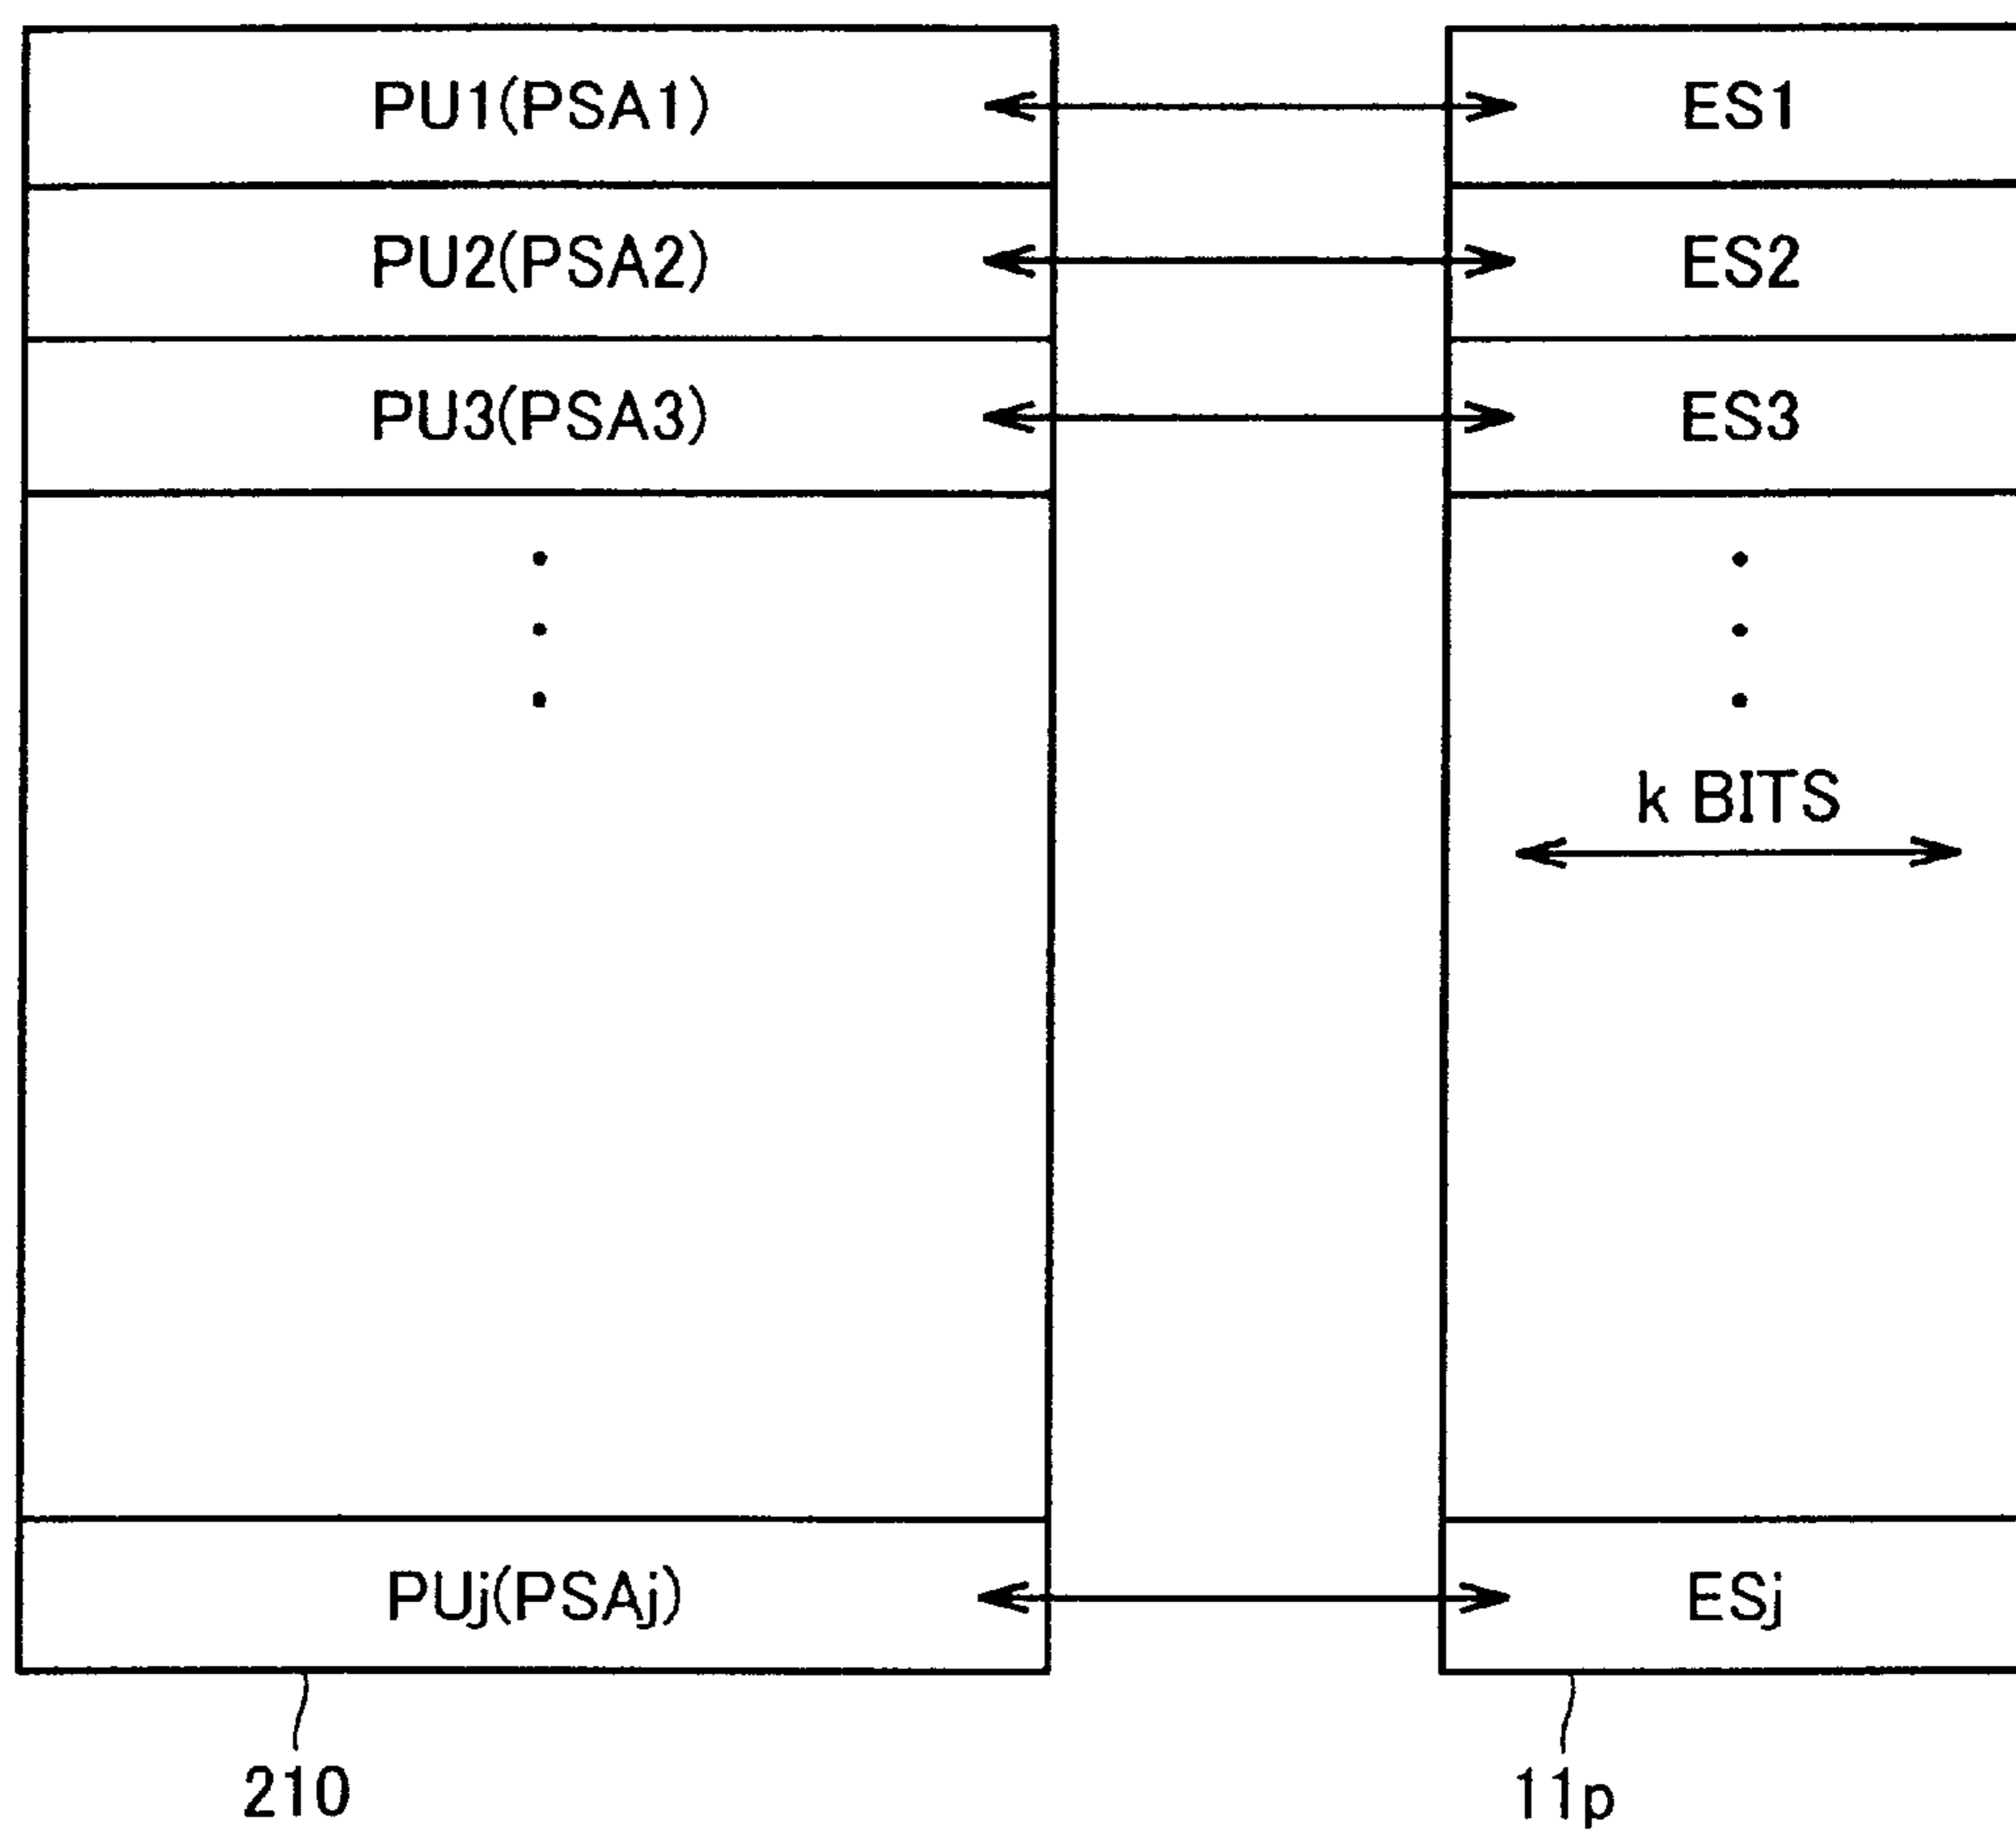 PU1(PSA1) ES1
PU2(PSA2) ES2
PU3(PSA3) ES3
k BITS
PUj(PSAj) ESj
210 11p